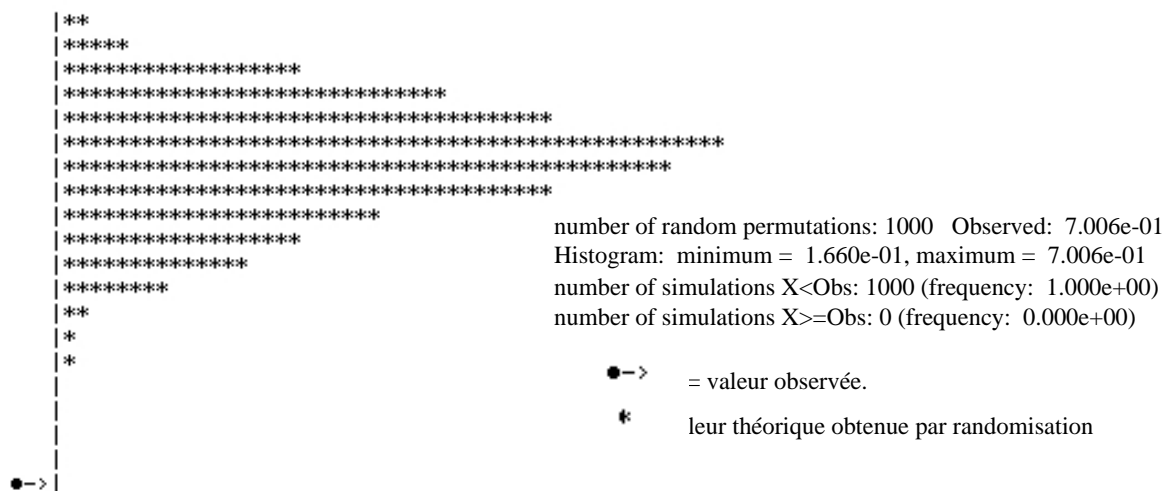 number of random permutations: 1000 Observed: 7.006e-01
Histogram: minimum = 1.660e-01, maximum = 7.006e-01
number of simulations X<Obs: 1000 (frequency: 1.000e+00)
number of simulations X>=Obs: 0 (frequency: 0.000e+00)
= valeur observée.
leur théorique obtenue par randomisation